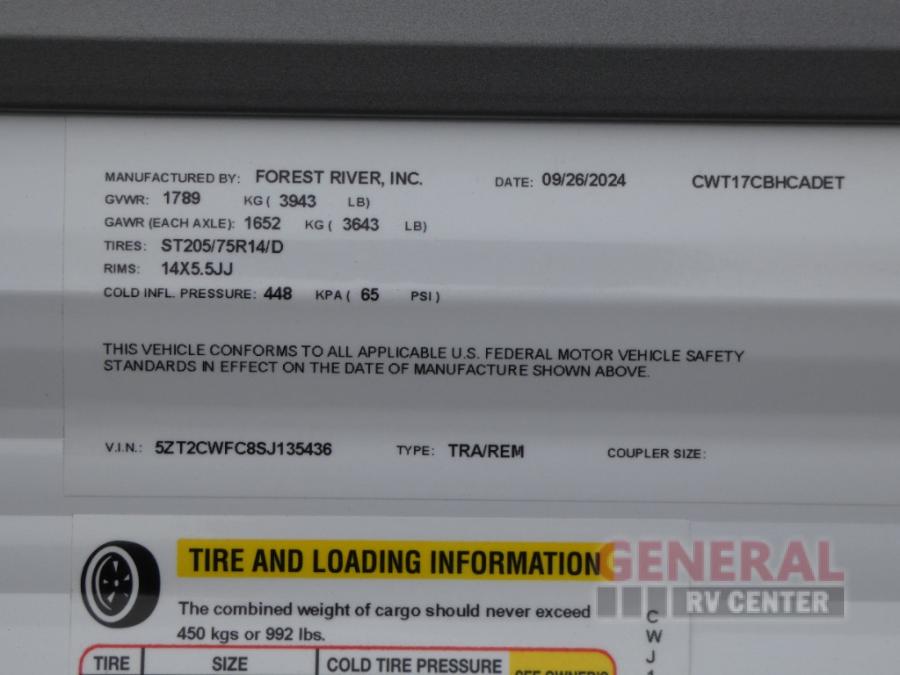 MANUFACTURED BY: FOREST RIVER, INC. DATE: 09/26/2024 CWT17CBHCADET
GVWR: 1789 KG ( 3943 LB)
GAWR (EACH AXLE): 1652 KG ( 3643 LB)
TIRES: ST205/75R14/D
RIMS: 14X5.5JJ
COLD INFL. PRESSURE: 448 KPA ( 65 PSI )
THIS VEHICLE CONFORMS TO ALL APPLICABLE U.S. FEDERAL MOTOR VEHICLE SAFETY
STANDARDS IN EFFECT ON THE DATE OF MANUFACTURE SHOWN ABOVE.
V.I.N.: 5ZT2CWFC8SJ135436 TYPE: TRA/REM COUPLER SIZE:
TIRE AND LOADING INFORMATION
GENERAL
RV CENTER
The combined weight of cargo should never exceed
450 kgs or 992 lbs.
CWJ
TIRE SIZE COLD TIRE PRESSURE SEE OWNER'S